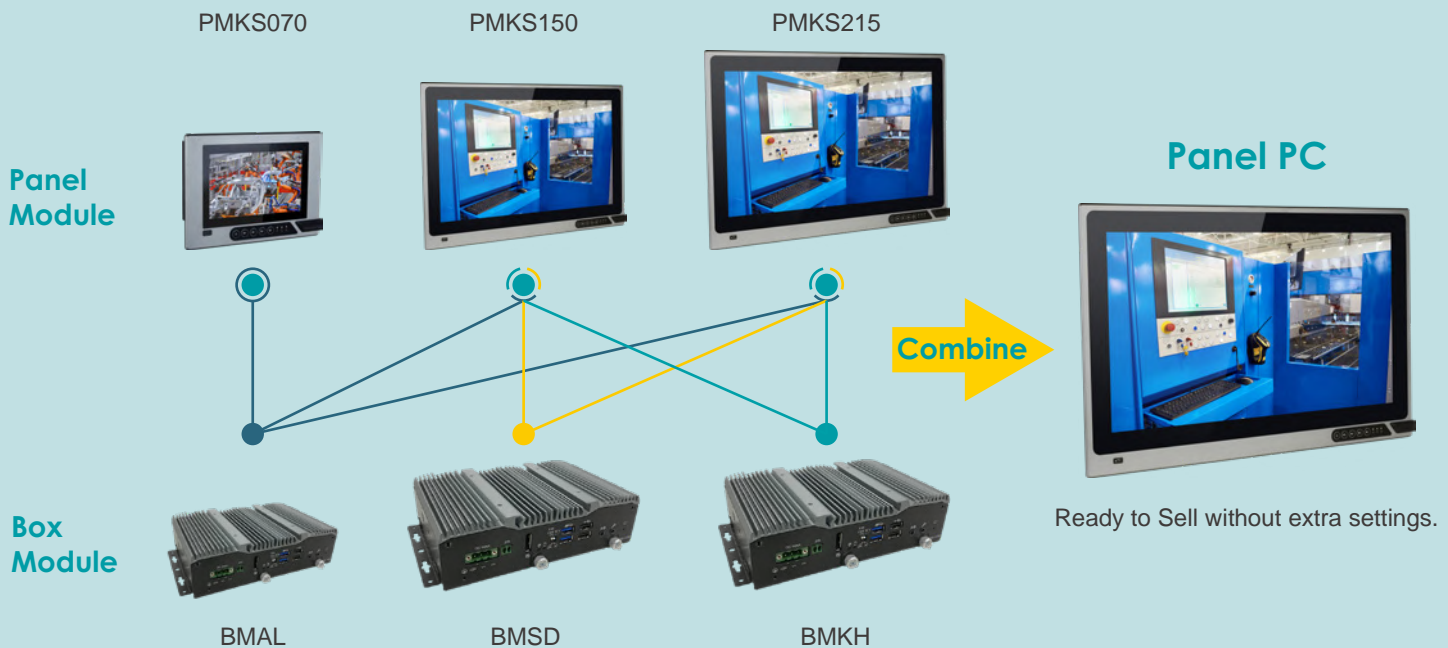 PMKS070
PMKS150
PMKS215
Panel
Module
Combine
Panel PC
Ready to Sell without extra settings.
Box
Module
BMAL
BMSD
BMKH